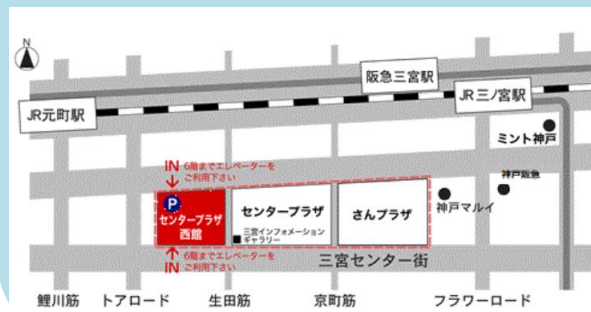 N
阪急三宮駅
JR三ノ宮駅
JR元町駅
ミント神戸
IN 6階までエレベーターを
ご利用下さい
神戸阪急
P
センタープラザ
西館
センタープラザ
三宮インフォメーション
ギャラリー
さんプラザ
神戸マルイ
6階までエレベーターを
IN ご利用下さい
三宮センター街
鯉川筋 トアロード 生田筋 京町筋 フラワーロード